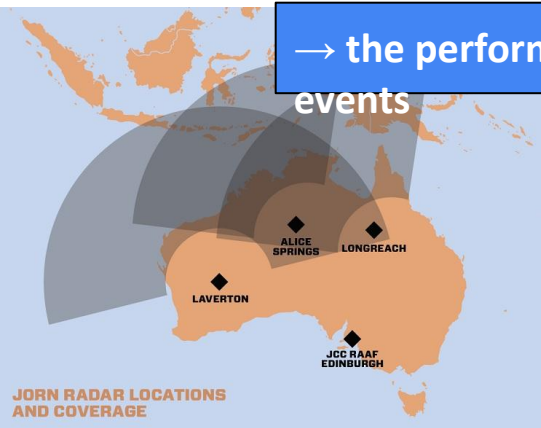 → the perform
events
ALICE
SPRINGS
LONGREACH
LAVERTON
JCC RAAF
EDINBURGH
JORN RADAR LOCATIONS
AND COVERAGE